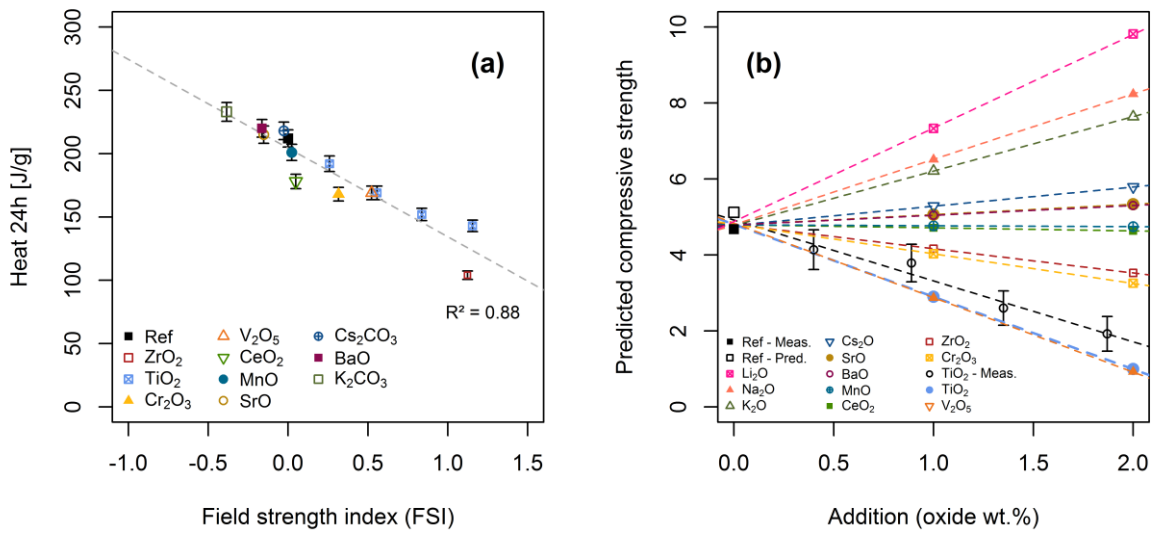 (a)
Heat 24h [J/g]
300
250
200
150
100
50
0
R² = 0.88
Ref
ZrO₂
TiO₂
Cr₂O₃
V₂O₅
CeO₂
MnO
SrO
Cs₂CO₃
BaO
K₂CO₃
-1.0 -0.5 0.0 0.5 1.0 1.5
Field strength index (FSI)
(b)
Predicted compressive strength
10
8
6
4
2
0
Ref - Meas.
Ref - Pred.
Li₂O
Na₂O
K₂O
Cs₂O
SrO
BaO
MnO
CeO₂
ZrO₂
Cr₂O₃
TiO₂ - Meas.
TiO₂
V₂O₅
0.0 0.5 1.0 1.5 2.0
Addition (oxide wt.%)